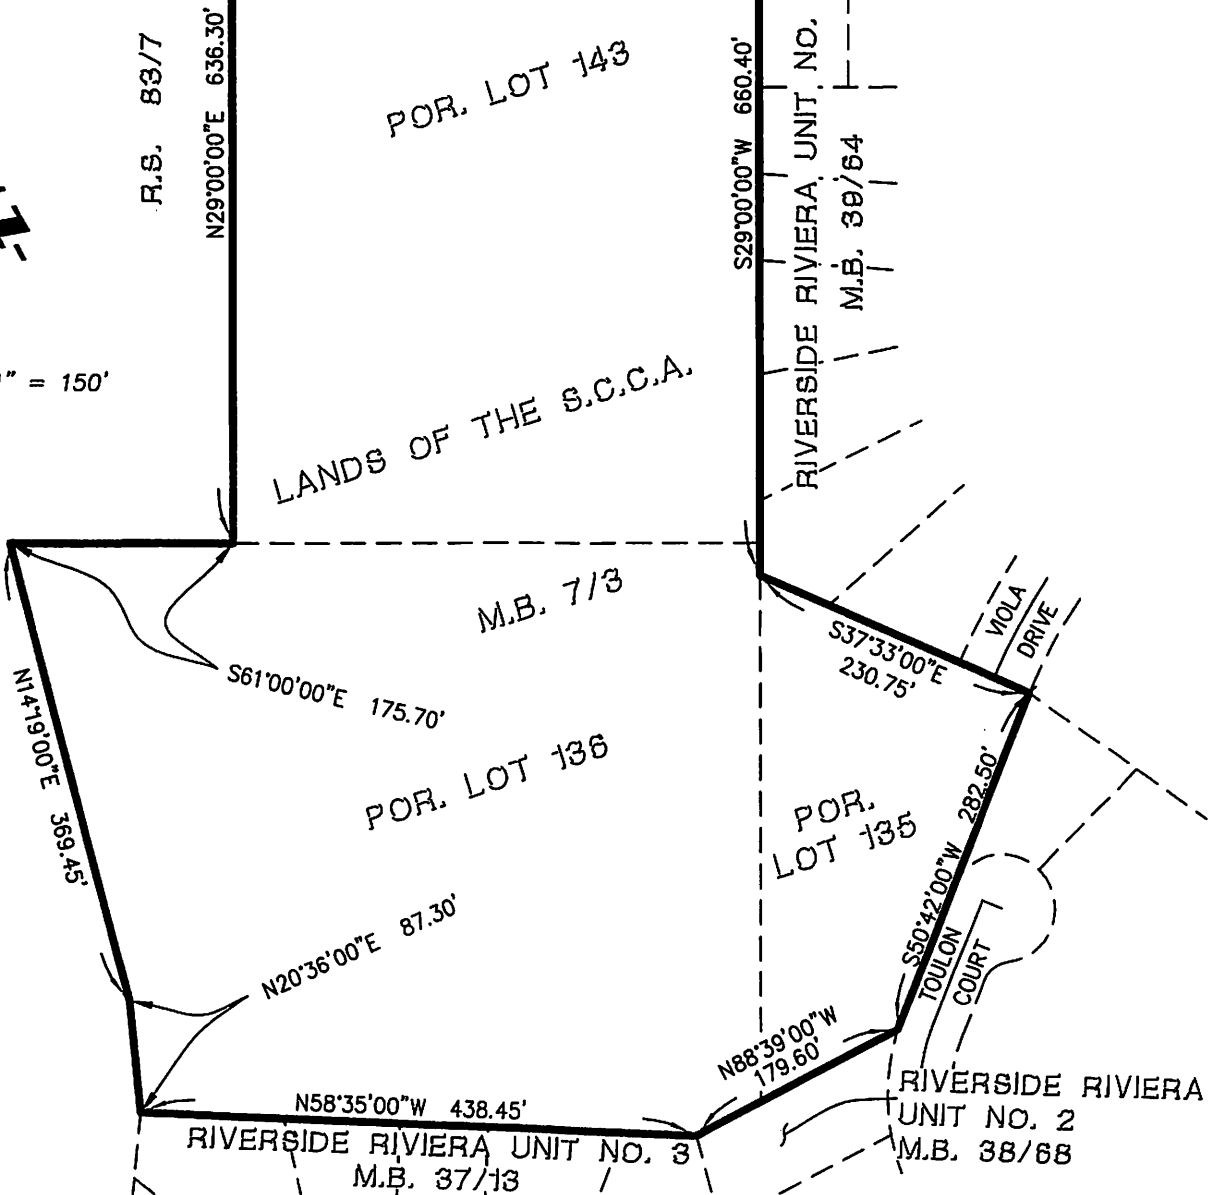 R.S. 83/7
N29°00'00"E 636.30'
POR. LOT 143
S29°00'00"W 660.40'
RIVERSIDE RIVIERA UNIT NO.
M.B. 39/64
" = 150'
LANDS OF THE S.C.C.A.
M.B. 7/3
VIOLA
DRIVE
S37°33'00"E
230.75'
S61°00'00"E 175.70'
N14°19'00"E 369.45'
POR. LOT 136
POR.
LOT 135
S50°42'00"W 282.50'
N20°36'00"E 87.30'
TOULON
COURT
N88°39'00"W
179.60'
N58°35'00"W 438.45'
RIVERSIDE RIVIERA UNIT NO. 3
M.B. 37/13
RIVERSIDE RIVIERA
UNIT NO. 2
M.B. 38/68